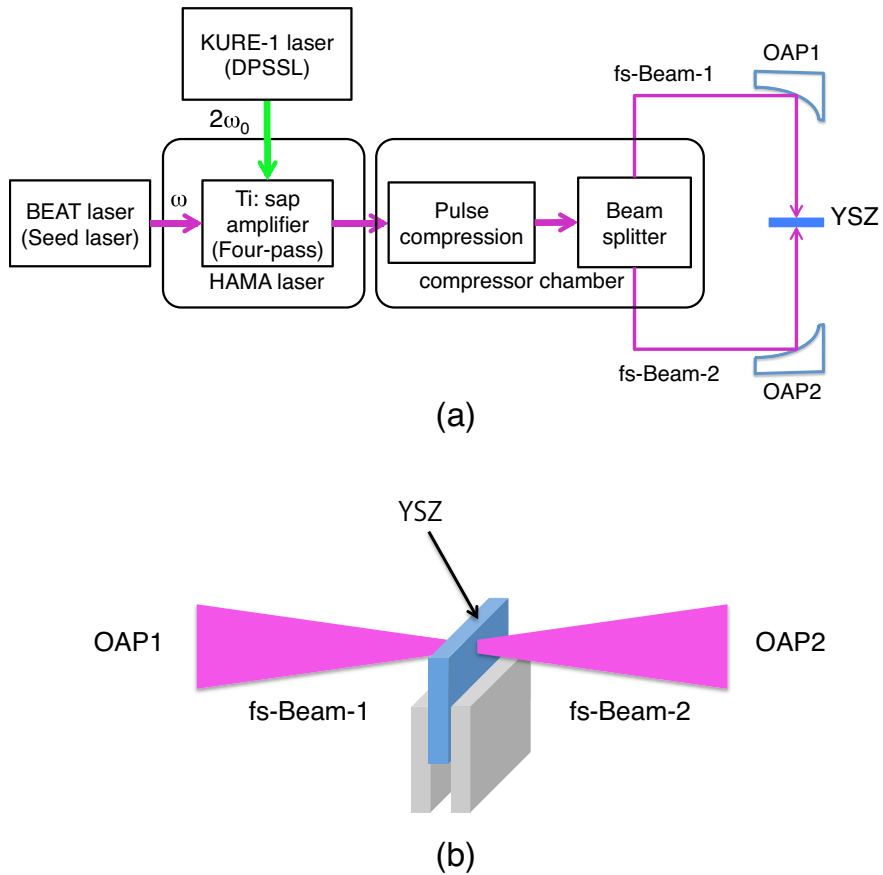 KURE-1 laser
(DPSSL)
OAP1
fs-Beam-1
2ω₀
BEAT laser
(Seed laser)
ω
Ti: sap
amplifier
(Four-pass)
HAMA laser
Pulse
compression
Beam
splitter
compressor chamber
YSZ
fs-Beam-2
OAP2
(a)
YSZ
OAP1
OAP2
fs-Beam-1
fs-Beam-2
(b)